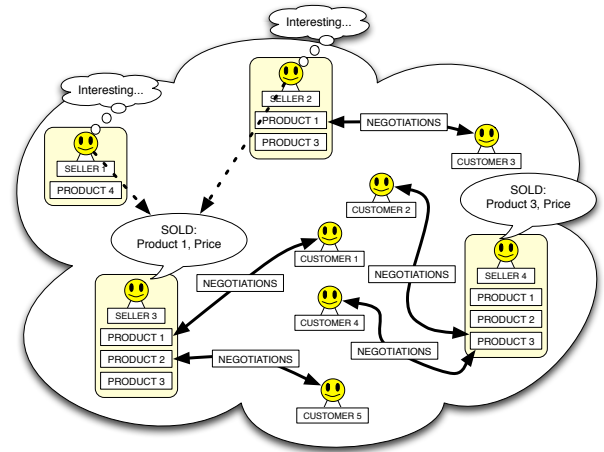 Interesting...
Interesting...
SELLER 2
PRODUCT 1
PRODUCT 3
NEGOTIATIONS
CUSTOMER 3
SELLER 1
PRODUCT 4
CUSTOMER 2
SOLD:
Product 3, Price
SOLD:
Product 1, Price
CUSTOMER 1
NEGOTIATIONS
NEGOTIATIONS
SELLER 4
PRODUCT 1
PRODUCT 2
PRODUCT 3
SELLER 3
PRODUCT 1
PRODUCT 2
PRODUCT 3
CUSTOMER 4
NEGOTIATIONS
NEGOTIATIONS
CUSTOMER 5